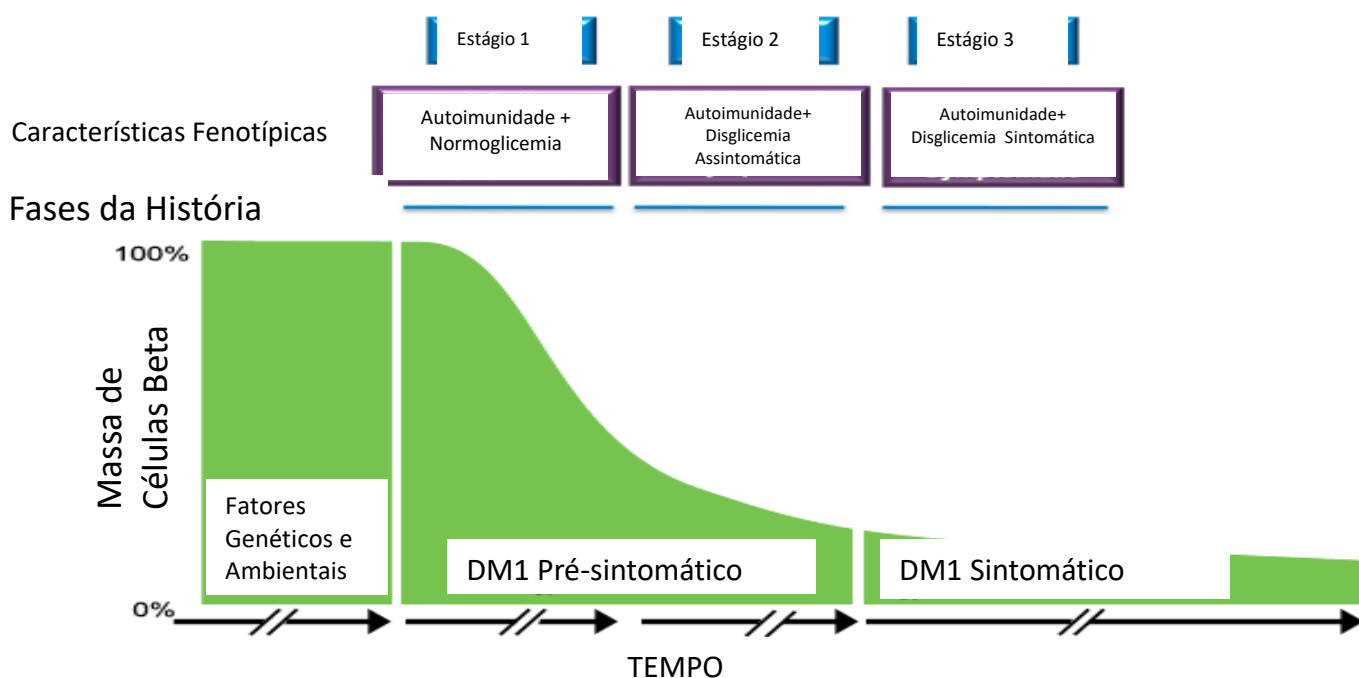 Estágio 1
Estágio 2
Estágio 3
Características Fenotípicas
Autoimunidade +
Normoglicemia
Autoimunidade+
Disglicemia
Assintomática
Autoimunidade+
Disglicemia Sintomática
Fases da História
100%
Massa de
Células Beta
Fatores
Genéticos e
Ambientais
DM1 Pré-sintomático
DM1 Sintomático
0%
TEMPO